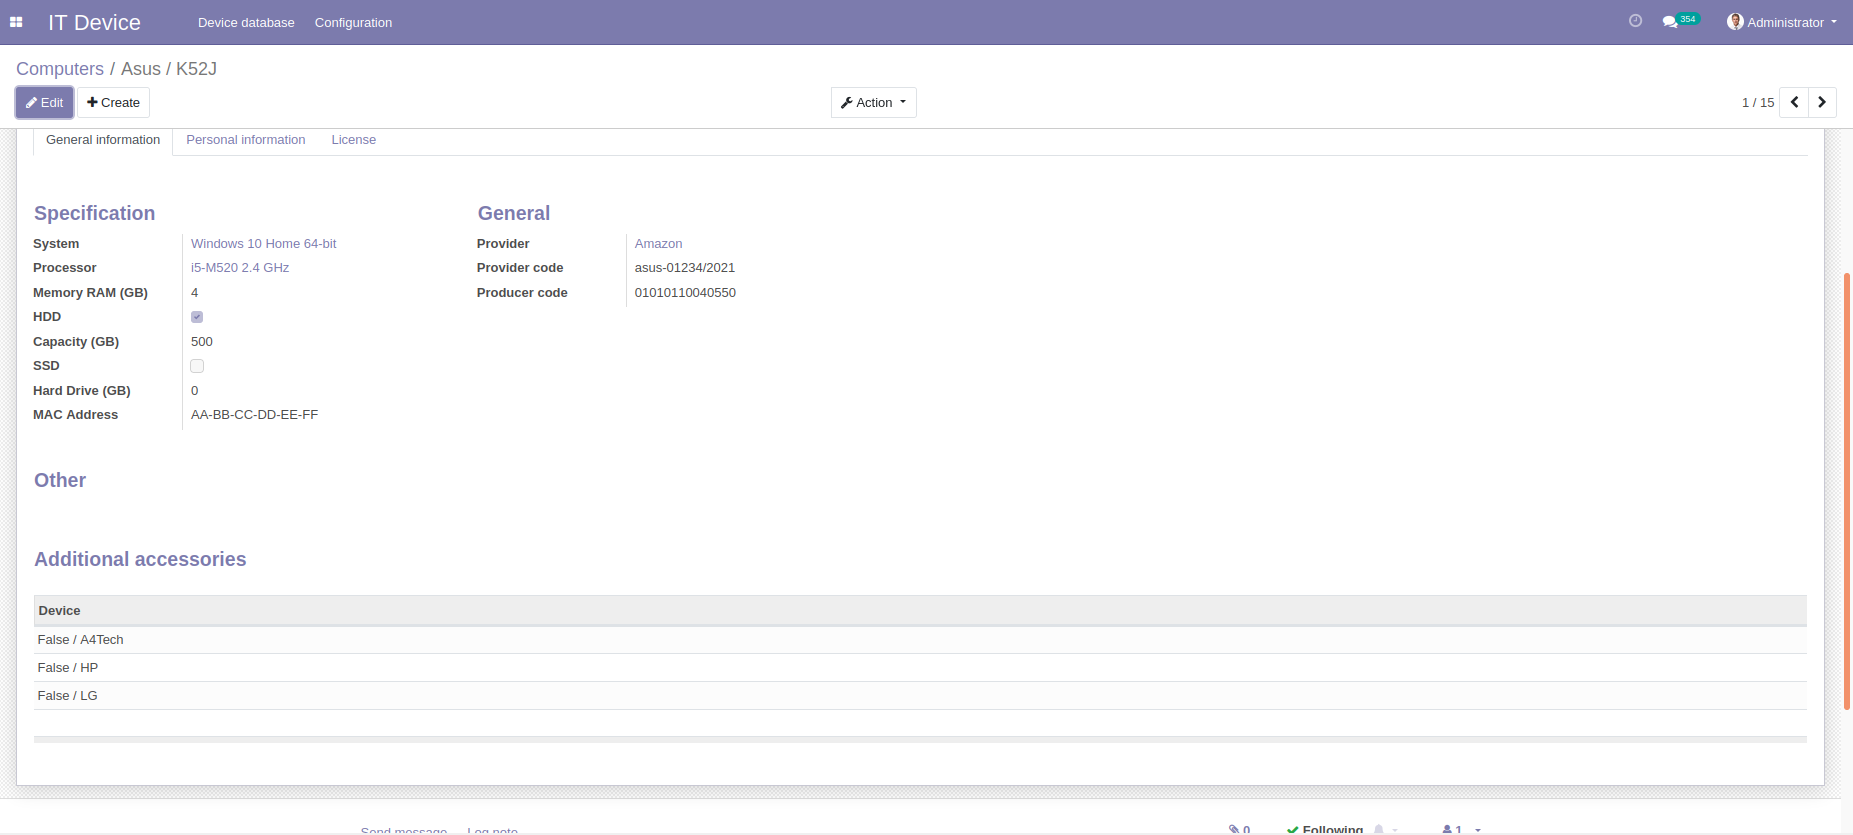 IT Device Device database Configuration 354 Administrator
Computers / Asus / K52J
Edit Create Action 1 / 15
General information Personal information License
Specification General
System Windows 10 Home 64-bit Provider Amazon
Processor i5-M520 2.4 GHz Provider code asus-01234/2021
Memory RAM (GB) 4 Producer code 01010110040550
HDD
Capacity (GB) 500
SSD
Hard Drive (GB) 0
MAC Address AA-BB-CC-DD-EE-FF
Other
Additional accessories
Device
False / A4Tech
False / HP
False / LG
Send message Log note 0 Following 1